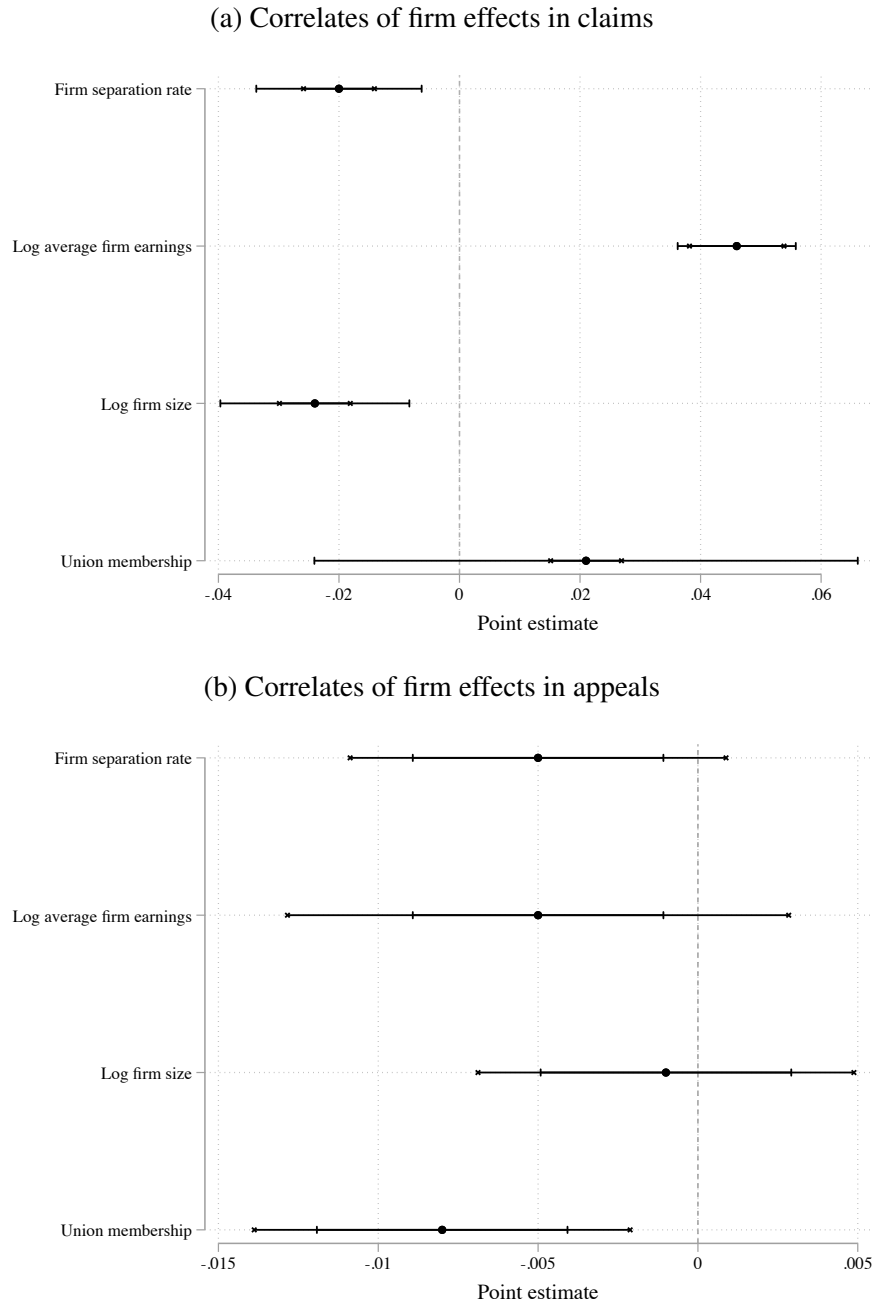 (a) Correlates of firm effects in claims
Firm separation rate
Log average firm earnings
Log firm size
Union membership
-.04 -.02 0 .02 .04 .06
Point estimate
(b) Correlates of firm effects in appeals
Firm separation rate
Log average firm earnings
Log firm size
Union membership
-.015 -.01 -.005 0 .005
Point estimate